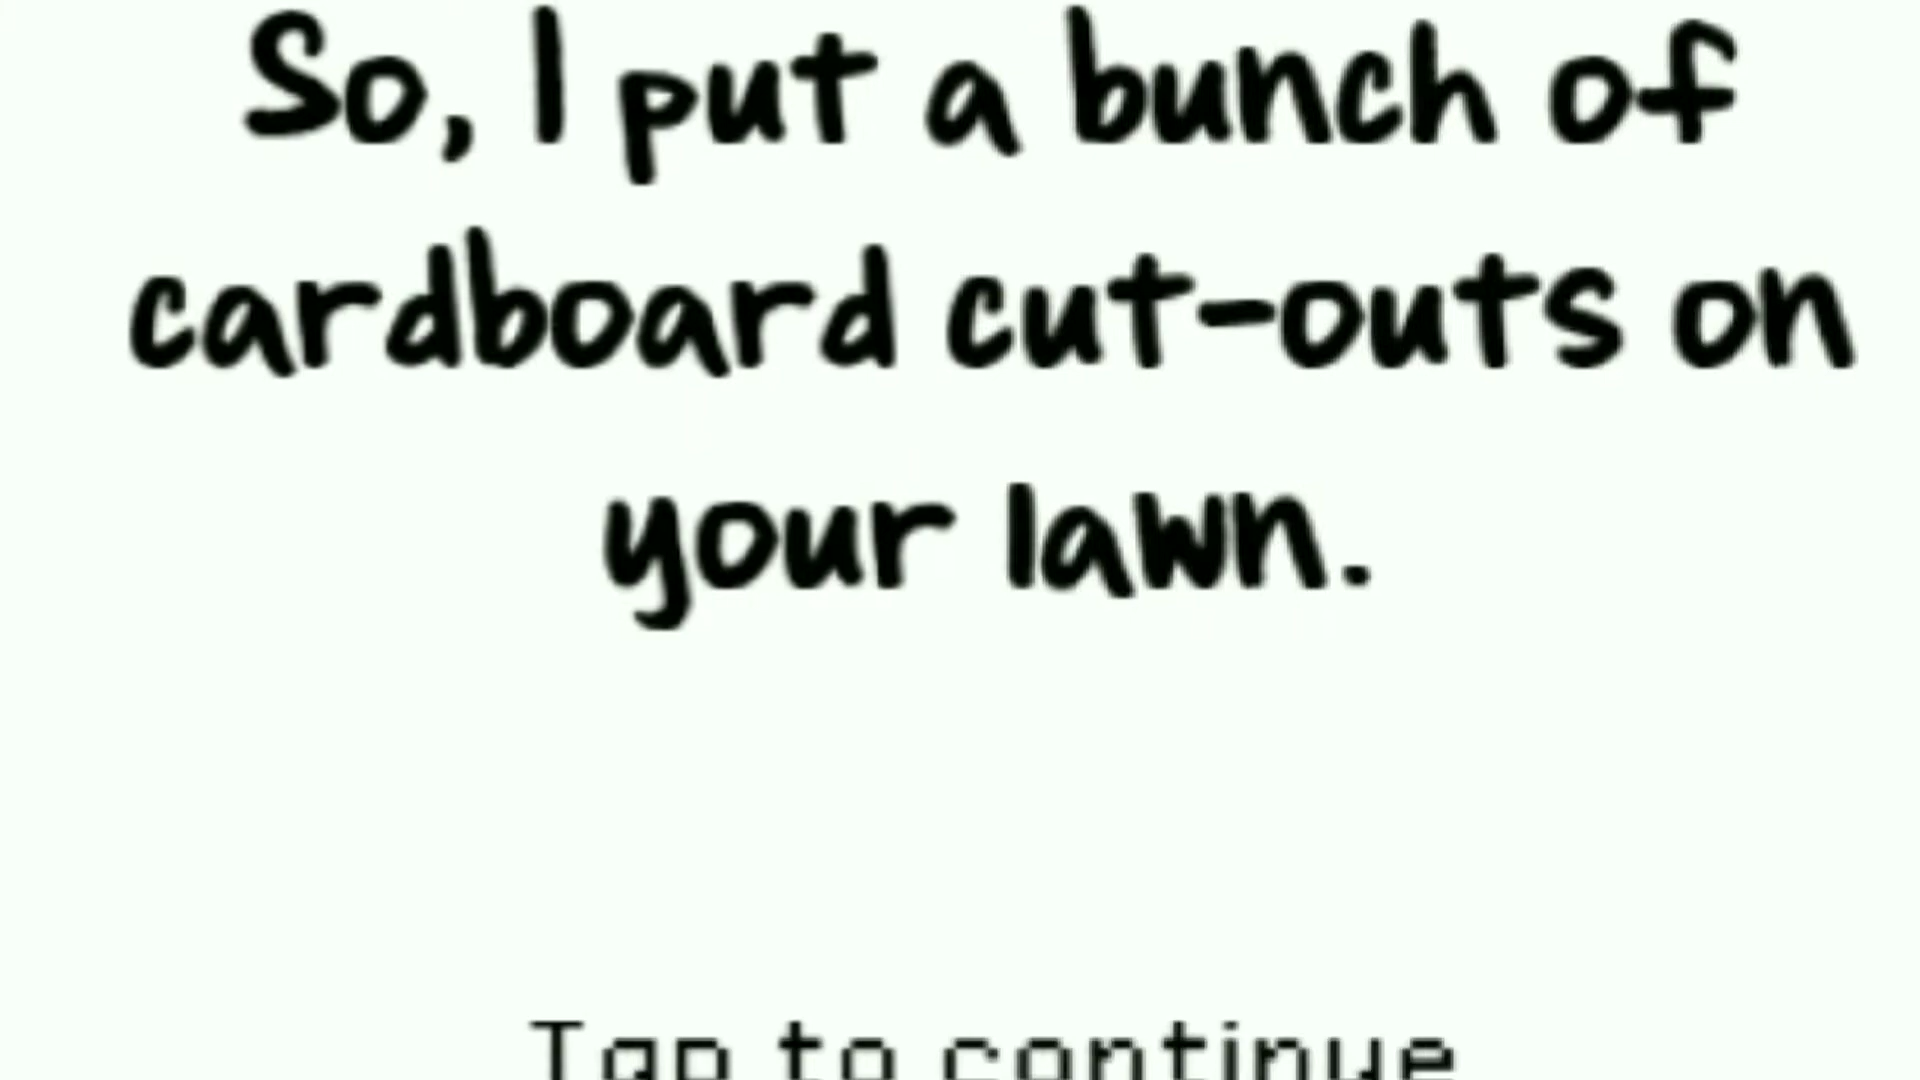 So, I put a bunch of
cardboard cut-outs on
your lawn.
Tap to continue